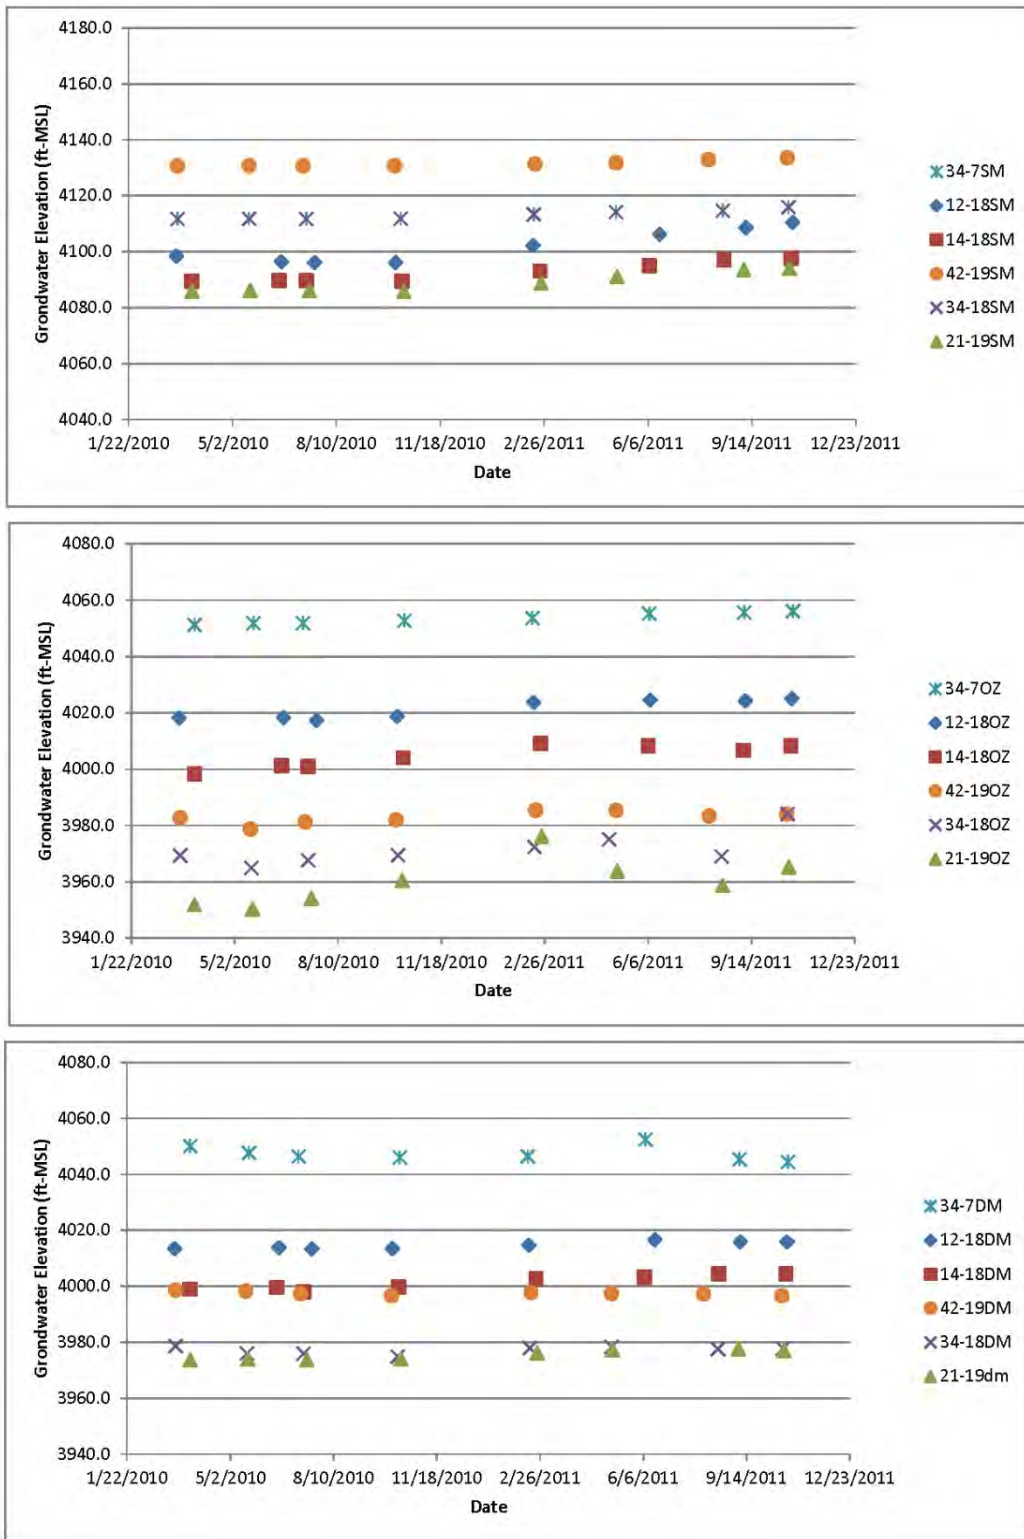 4180.0
4160.0
4140.0
4120.0
4100.0
4080.0
4060.0
4040.0
Grondwater Elevation (ft-MSL)
1/22/2010 5/2/2010 8/10/2010 11/18/2010 2/26/2011 6/6/2011 9/14/2011 12/23/2011
Date
34-7SM
12-18SM
14-18SM
42-19SM
34-18SM
21-19SM
4080.0
4060.0
4040.0
4020.0
4000.0
3980.0
3960.0
3940.0
Grondwater Elevation (ft-MSL)
1/22/2010 5/2/2010 8/10/2010 11/18/2010 2/26/2011 6/6/2011 9/14/2011 12/23/2011
Date
34-7OZ
12-18OZ
14-18OZ
42-19OZ
34-18OZ
21-19OZ
4080.0
4060.0
4040.0
4020.0
4000.0
3980.0
3960.0
3940.0
Grondwater Elevation (ft-MSL)
1/22/2010 5/2/2010 8/10/2010 11/18/2010 2/26/2011 6/6/2011 9/14/2011 12/23/2011
Date
34-7DM
12-18DM
14-18DM
42-19DM
34-18DM
21-19dm